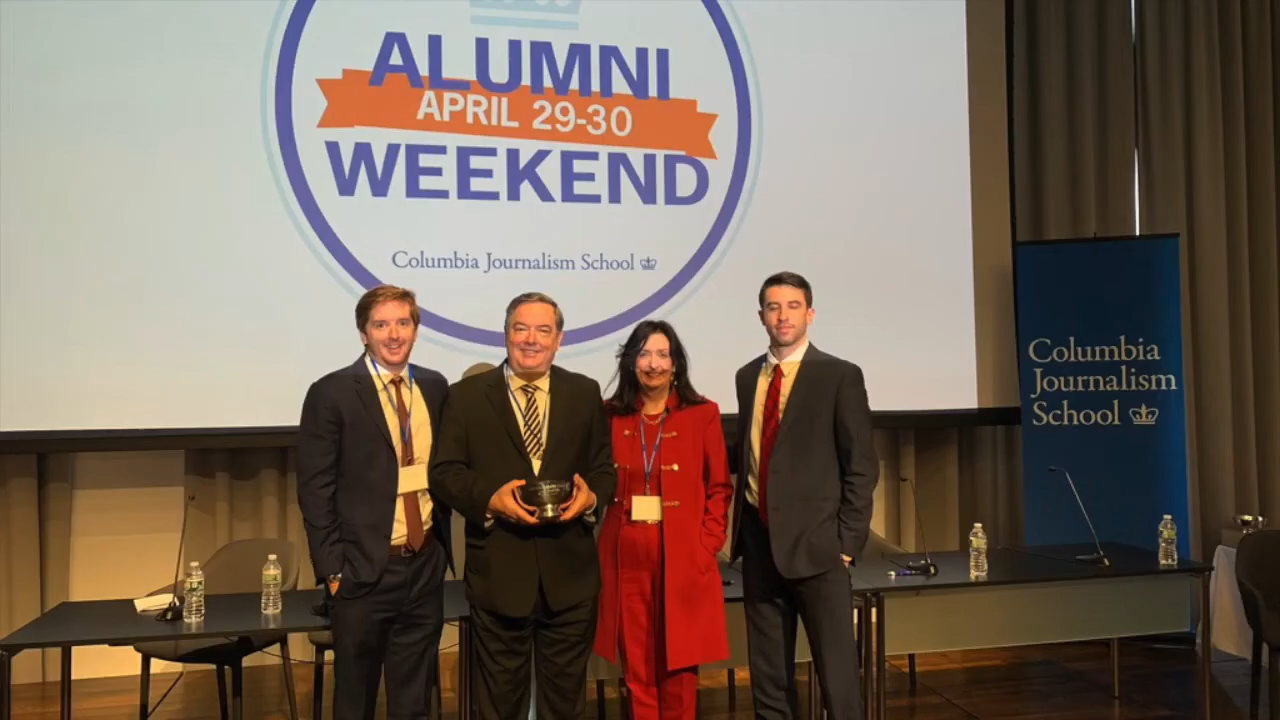 ALUMNI
APRIL 29-30
WEEKEND
Columbia Journalism School
Columbia
Journalism
School